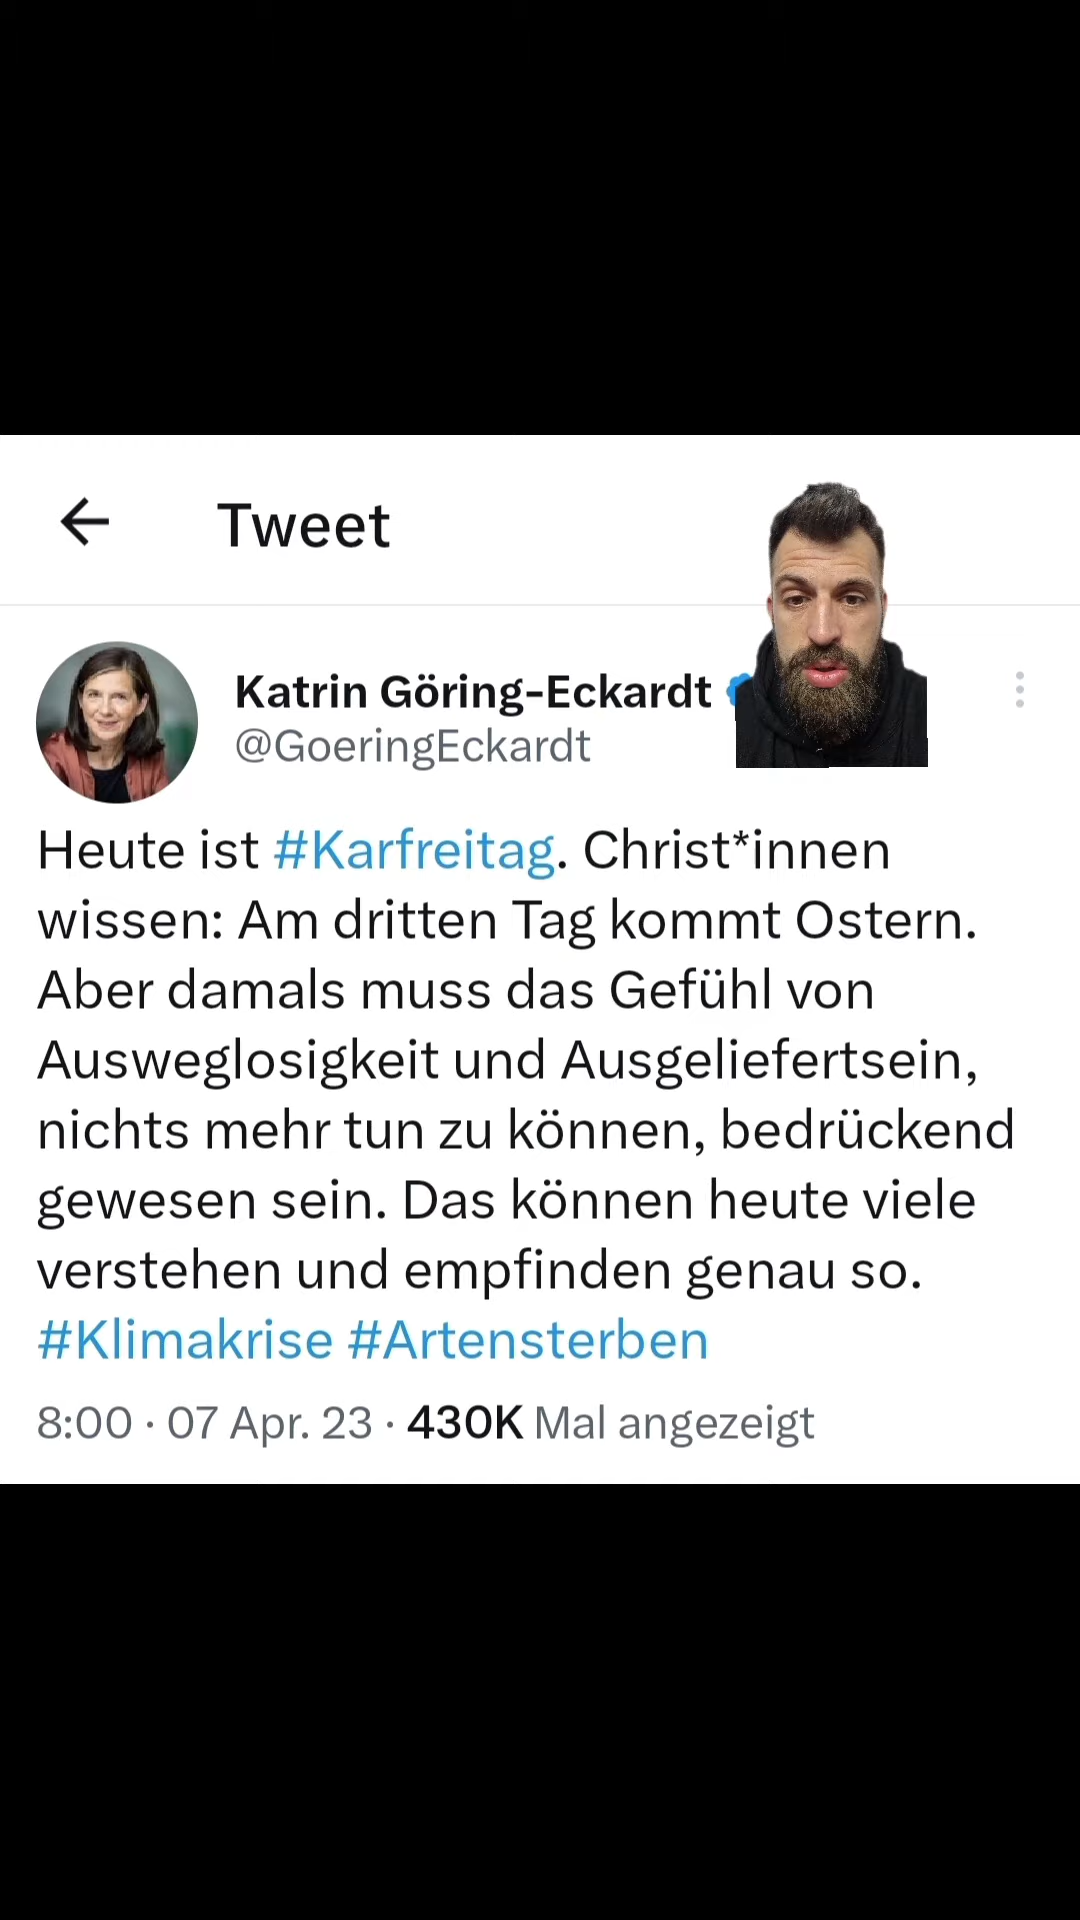 Tweet
Katrin Göring-Eckardt
@GoeringEckardt
Heute ist #Karfreitag. Christ*innen
wissen: Am dritten Tag kommt Ostern.
Aber damals muss das Gefühl von
Ausweglosigkeit und Ausgeliefertsein,
nichts mehr tun zu können, bedrückend
gewesen sein. Das können heute viele
verstehen und empfinden genau so.
#Klimakrise #Artensterben
8:00 · 07 Apr. 23 · 430K Mal angezeigt